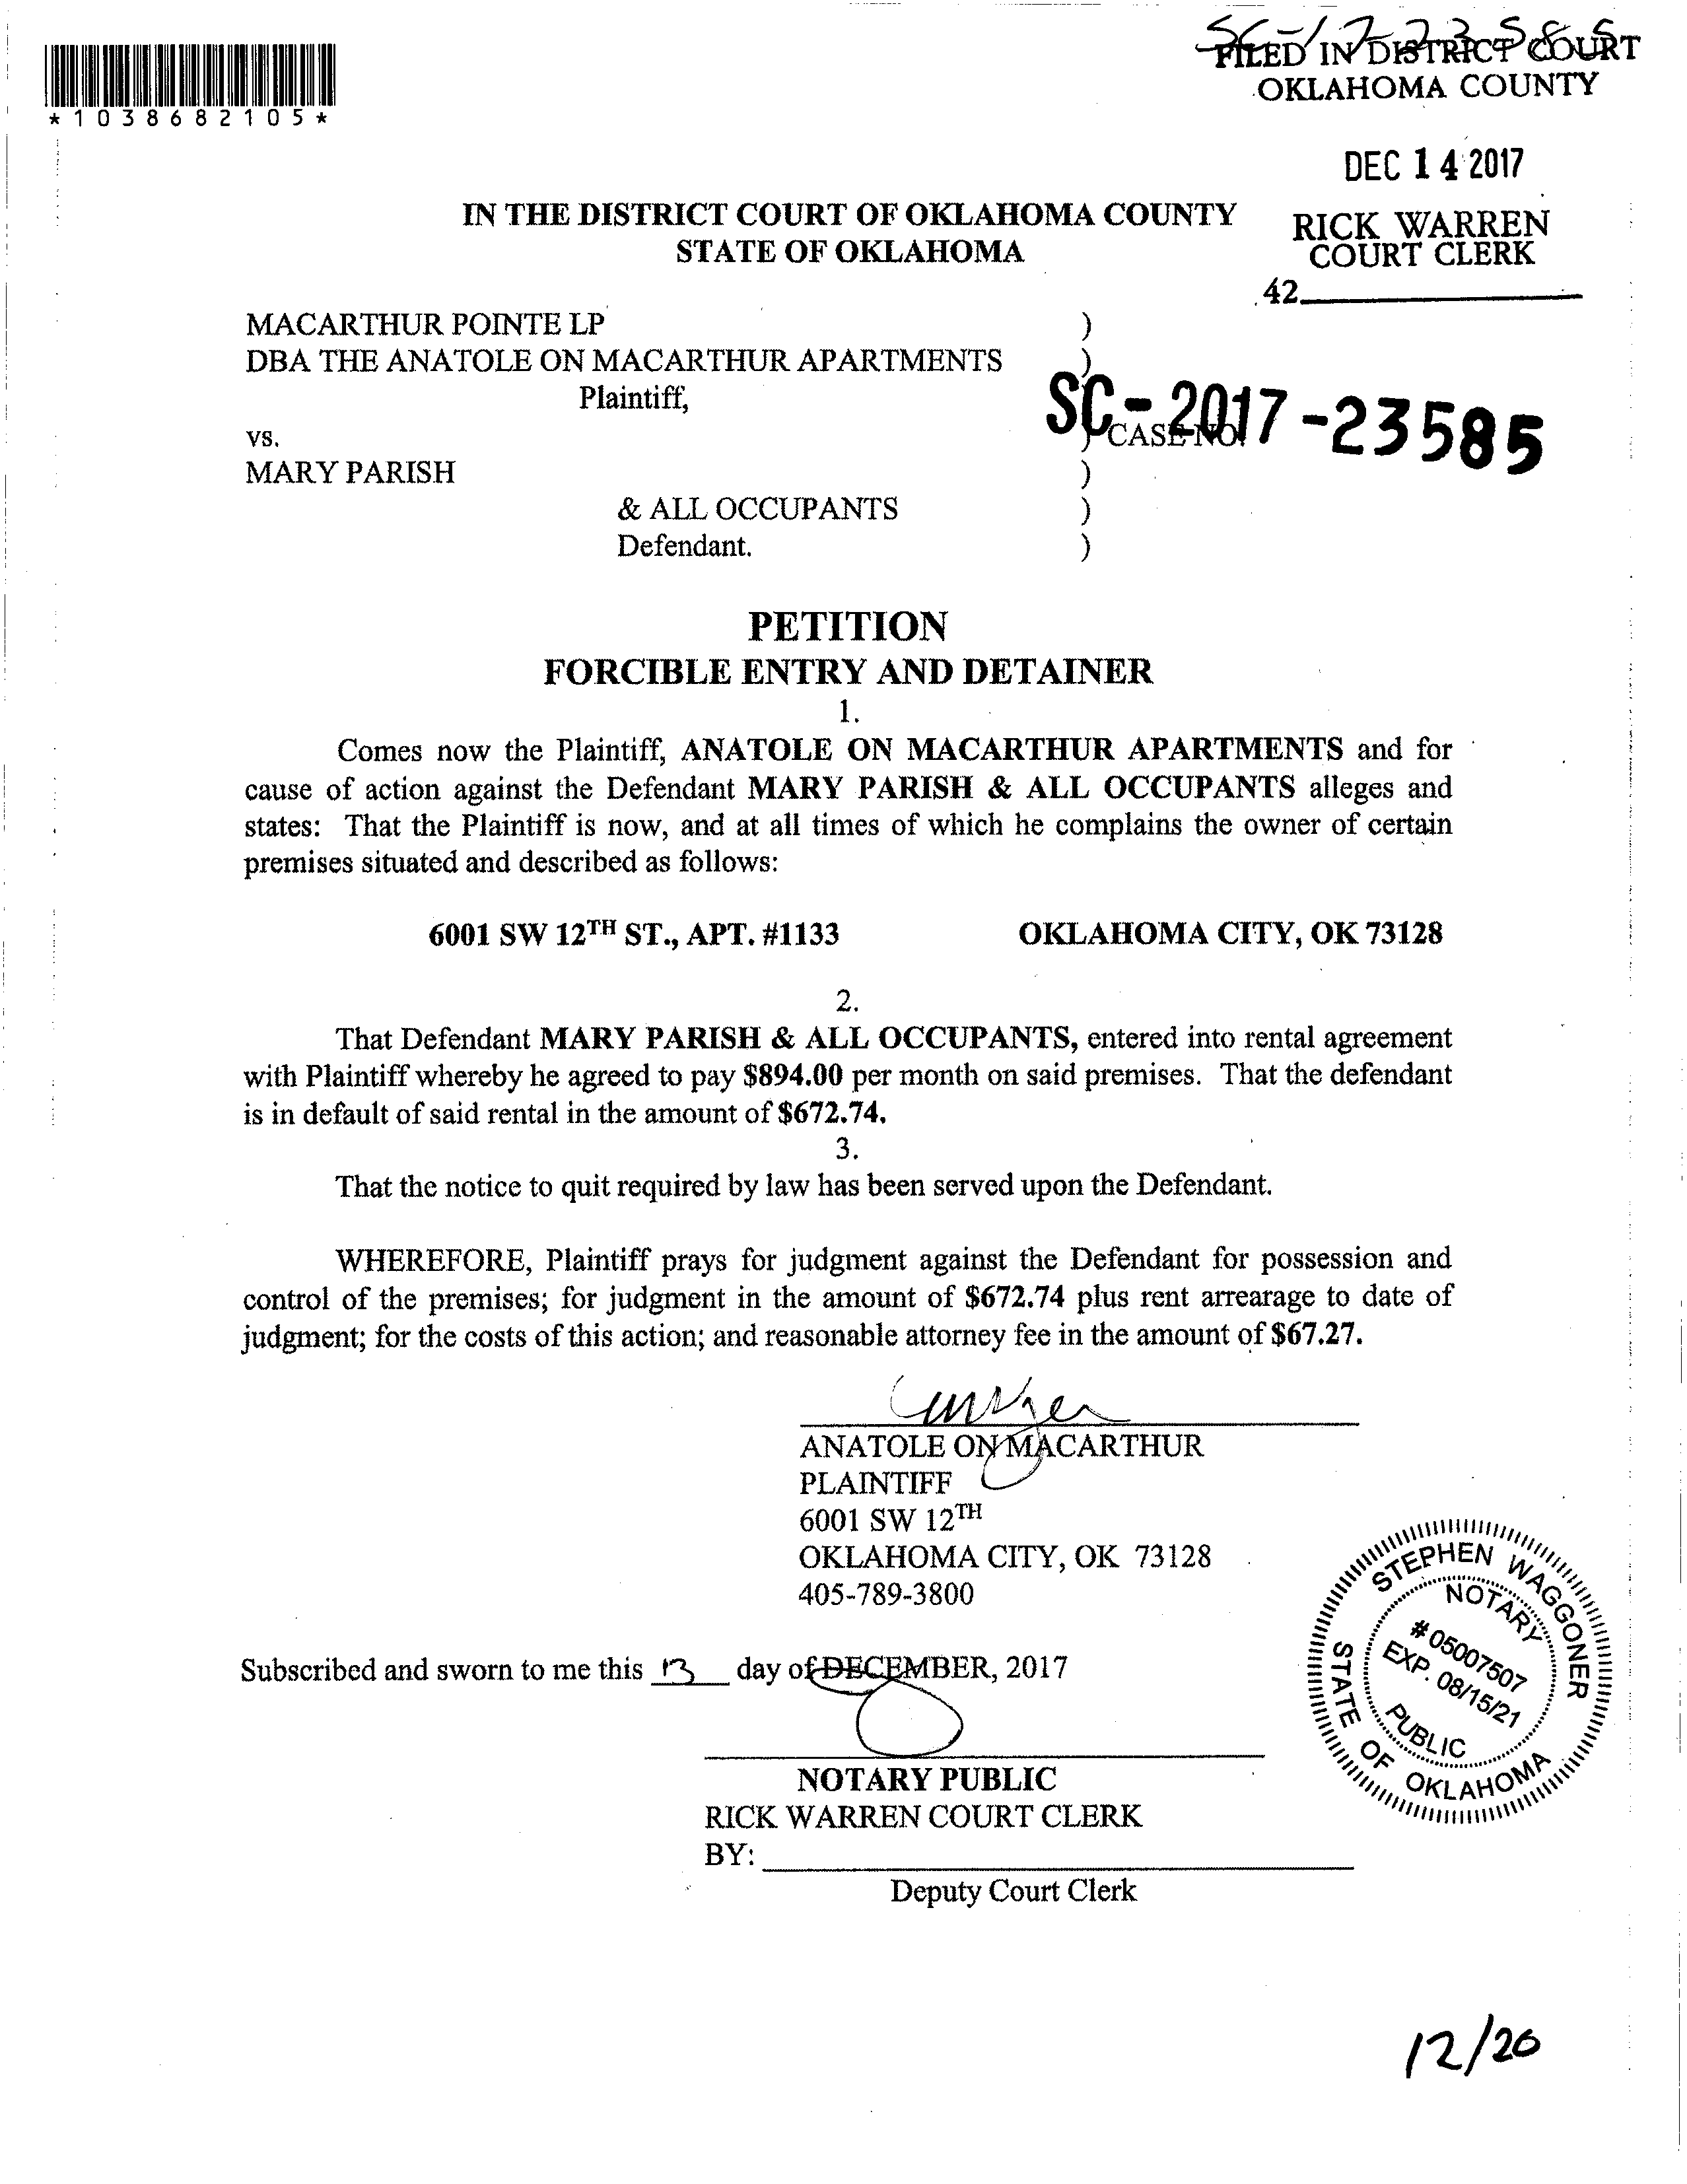 SC-17-23585
FILED IN DISTRICT COURT
OKLAHOMA COUNTY
*1038682105*
DEC 14 2017
RICK WARREN
COURT CLERK
42
IN THE DISTRICT COURT OF OKLAHOMA COUNTY
STATE OF OKLAHOMA
MACARTHUR POINTE LP )
DBA THE ANATOLE ON MACARTHUR APARTMENTS )
Plaintiff,
SC-2017-23585
vs. ) CASE NO.
MARY PARISH )
& ALL OCCUPANTS )
Defendant. )
PETITION
FORCIBLE ENTRY AND DETAINER
1.
Comes now the Plaintiff, ANATOLE ON MACARTHUR APARTMENTS and for
cause of action against the Defendant MARY PARISH & ALL OCCUPANTS alleges and
states: That the Plaintiff is now, and at all times of which he complains the owner of certain
premises situated and described as follows:
6001 SW 12TH ST., APT. #1133 OKLAHOMA CITY, OK 73128
2.
That Defendant MARY PARISH & ALL OCCUPANTS, entered into rental agreement
with Plaintiff whereby he agreed to pay $894.00 per month on said premises. That the defendant
is in default of said rental in the amount of $672.74.
3.
That the notice to quit required by law has been served upon the Defendant.
WHEREFORE, Plaintiff prays for judgment against the Defendant for possession and
control of the premises; for judgment in the amount of $672.74 plus rent arrearage to date of
judgment; for the costs of this action; and reasonable attorney fee in the amount of $67.27.
ANATOLE ON MACARTHUR
PLAINTIFF
6001 SW 12TH
OKLAHOMA CITY, OK 73128
405-789-3800
Subscribed and sworn to me this 13 day of DECEMBER, 2017
NOTARY PUBLIC
RICK WARREN COURT CLERK
BY:
Deputy Court Clerk
STEPHEN WAGGONER
NOTARY
#05007507
EXP. 08/15/21
PUBLIC
STATE OF OKLAHOMA
12/20